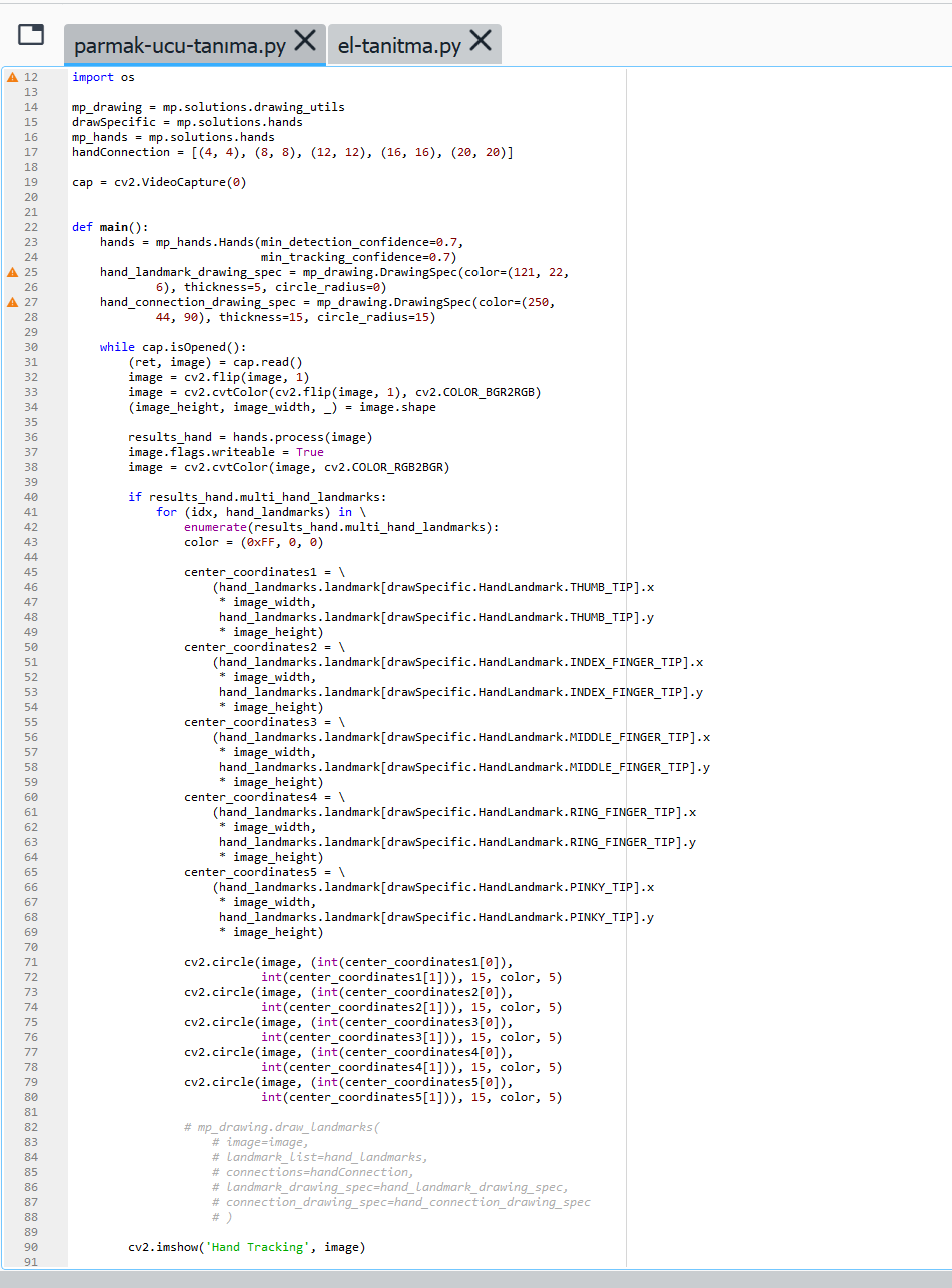 parmak-ucu-tanıma.py el-tanitma.py
12 import os
13
14 mp_drawing = mp.solutions.drawing_utils
15 drawSpecific = mp.solutions.hands
16 mp_hands = mp.solutions.hands
17 handConnection = [(4, 4), (8, 8), (12, 12), (16, 16), (20, 20)]
18
19 cap = cv2.VideoCapture(0)
20
21
22 def main():
23     hands = mp_hands.Hands(min_detection_confidence=0.7,
24                            min_tracking_confidence=0.7)
25     hand_landmark_drawing_spec = mp_drawing.DrawingSpec(color=(121, 22,
26             6), thickness=5, circle_radius=0)
27     hand_connection_drawing_spec = mp_drawing.DrawingSpec(color=(250,
28             44, 90), thickness=15, circle_radius=15)
29
30     while cap.isOpened():
31         (ret, image) = cap.read()
32         image = cv2.flip(image, 1)
33         image = cv2.cvtColor(cv2.flip(image, 1), cv2.COLOR_BGR2RGB)
34         (image_height, image_width, _) = image.shape
35
36         results_hand = hands.process(image)
37         image.flags.writeable = True
38         image = cv2.cvtColor(image, cv2.COLOR_RGB2BGR)
39
40         if results_hand.multi_hand_landmarks:
41             for (idx, hand_landmarks) in \
42                 enumerate(results_hand.multi_hand_landmarks):
43                 color = (0xFF, 0, 0)
44
45                 center_coordinates1 = \
46                     (hand_landmarks.landmark[drawSpecific.HandLandmark.THUMB_TIP].x
47                      * image_width,
48                      hand_landmarks.landmark[drawSpecific.HandLandmark.THUMB_TIP].y
49                      * image_height)
50                 center_coordinates2 = \
51                     (hand_landmarks.landmark[drawSpecific.HandLandmark.INDEX_FINGER_TIP].x
52                      * image_width,
53                      hand_landmarks.landmark[drawSpecific.HandLandmark.INDEX_FINGER_TIP].y
54                      * image_height)
55                 center_coordinates3 = \
56                     (hand_landmarks.landmark[drawSpecific.HandLandmark.MIDDLE_FINGER_TIP].x
57                      * image_width,
58                      hand_landmarks.landmark[drawSpecific.HandLandmark.MIDDLE_FINGER_TIP].y
59                      * image_height)
60                 center_coordinates4 = \
61                     (hand_landmarks.landmark[drawSpecific.HandLandmark.RING_FINGER_TIP].x
62                      * image_width,
63                      hand_landmarks.landmark[drawSpecific.HandLandmark.RING_FINGER_TIP].y
64                      * image_height)
65                 center_coordinates5 = \
66                     (hand_landmarks.landmark[drawSpecific.HandLandmark.PINKY_TIP].x
67                      * image_width,
68                      hand_landmarks.landmark[drawSpecific.HandLandmark.PINKY_TIP].y
69                      * image_height)
70
71                 cv2.circle(image, (int(center_coordinates1[0]),
72                            int(center_coordinates1[1])), 15, color, 5)
73                 cv2.circle(image, (int(center_coordinates2[0]),
74                            int(center_coordinates2[1])), 15, color, 5)
75                 cv2.circle(image, (int(center_coordinates3[0]),
76                            int(center_coordinates3[1])), 15, color, 5)
77                 cv2.circle(image, (int(center_coordinates4[0]),
78                            int(center_coordinates4[1])), 15, color, 5)
79                 cv2.circle(image, (int(center_coordinates5[0]),
80                            int(center_coordinates5[1])), 15, color, 5)
81
82                 # mp_drawing.draw_landmarks(
83                     # image=image,
84                     # landmark_list=hand_landmarks,
85                     # connections=handConnection,
86                     # landmark_drawing_spec=hand_landmark_drawing_spec,
87                     # connection_drawing_spec=hand_connection_drawing_spec
88                     # )
89
90         cv2.imshow('Hand Tracking', image)
91